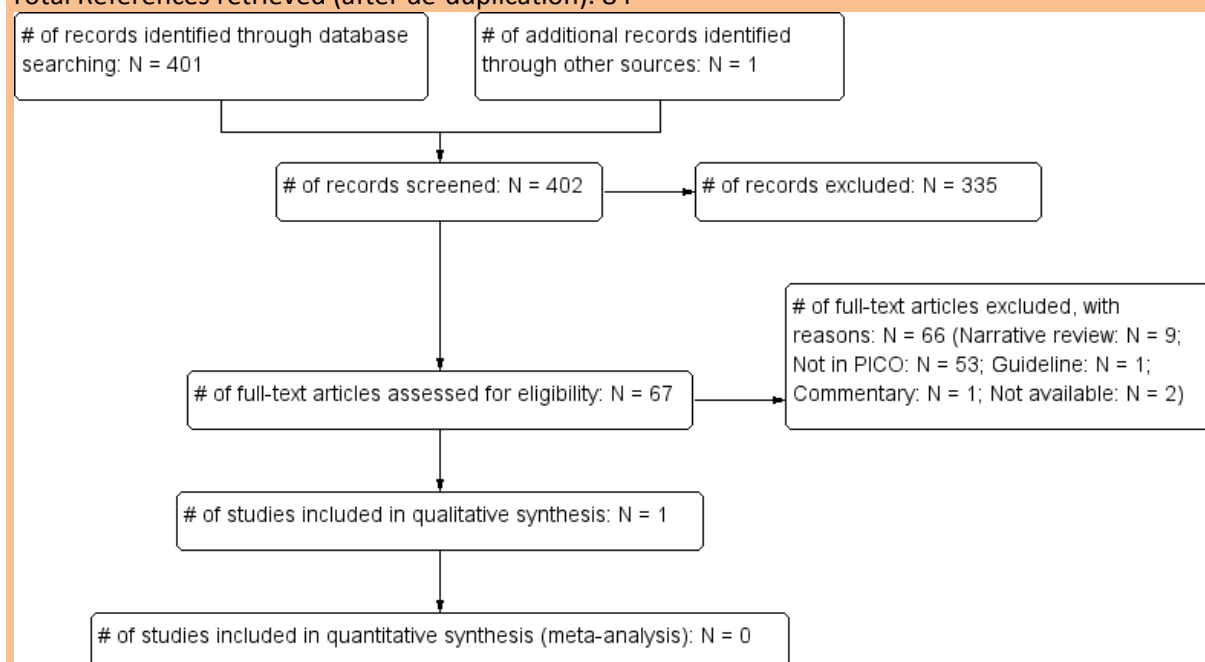 # of records identified through database
searching: N = 401
# of additional records identified
through other sources: N = 1
# of records screened: N = 402
# of records excluded: N = 335
# of full-text articles excluded, with
reasons: N = 66 (Narrative review: N = 9;
Not in PICO: N = 53; Guideline: N = 1;
Commentary: N = 1; Not available: N = 2)
# of full-text articles assessed for eligibility: N = 67
# of studies included in qualitative synthesis: N = 1
# of studies included in quantitative synthesis (meta-analysis): N = 0